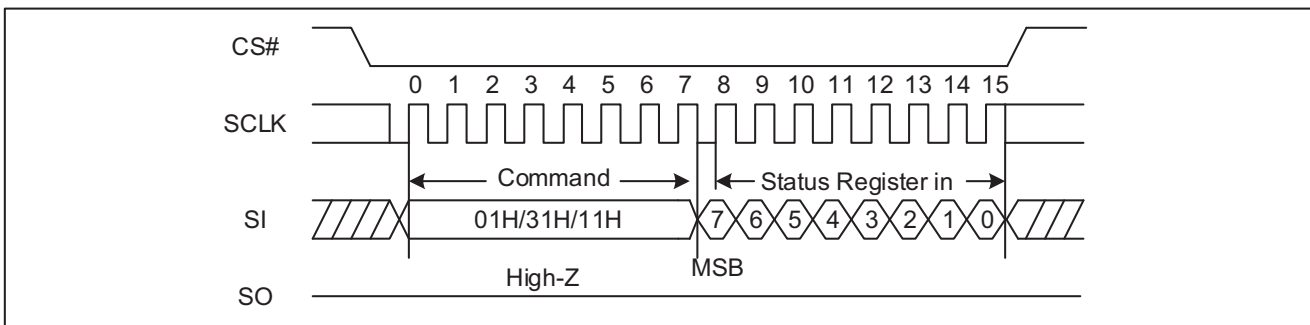 CS#
0 1 2 3 4 5 6 7 8 9 10 11 12 13 14 15
SCLK
Command Status Register in
SI 01H/31H/11H 7 6 5 4 3 2 1 0
High-Z MSB
SO